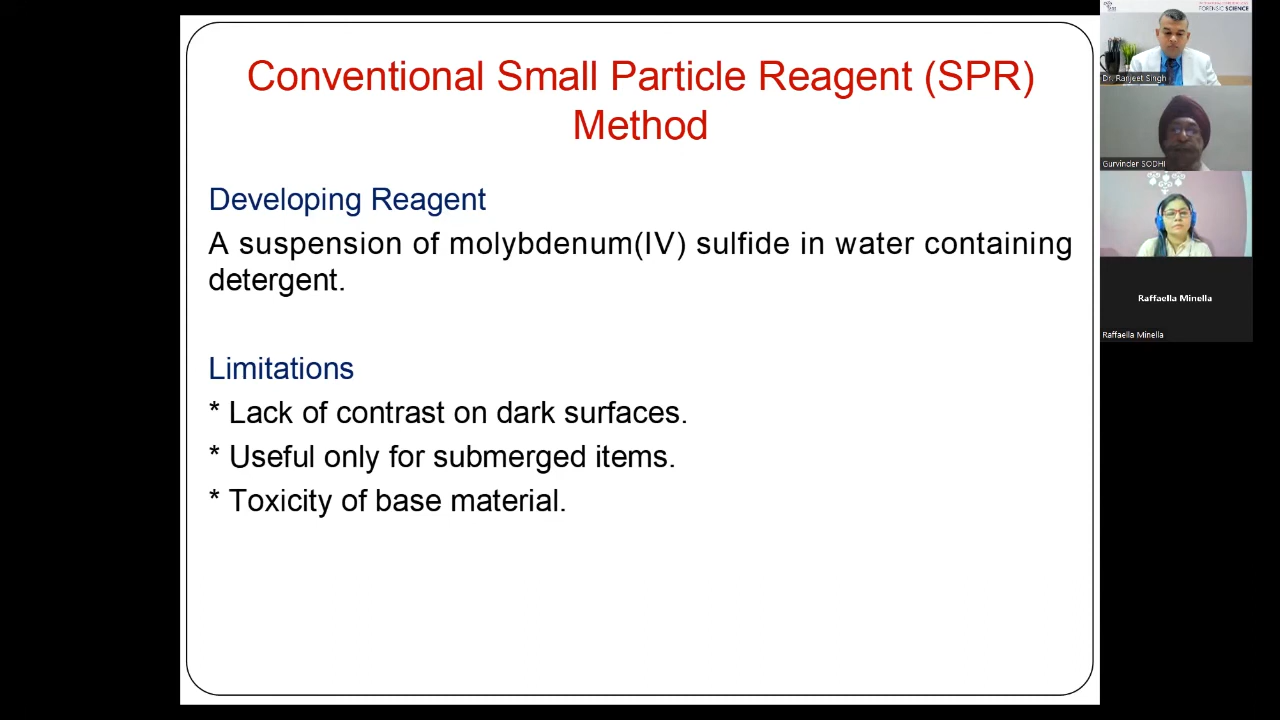 Conventional Small Particle Reagent (SPR)
Method
Developing Reagent
A suspension of molybdenum(IV) sulfide in water containing
detergent.
Limitations
* Lack of contrast on dark surfaces.
* Useful only for submerged items.
* Toxicity of base material.
FORENSIC SCIENCE
Dr. Ranjeet Singh
Gurvinder SODHI
Raffaella Minella
Raffaella Minella